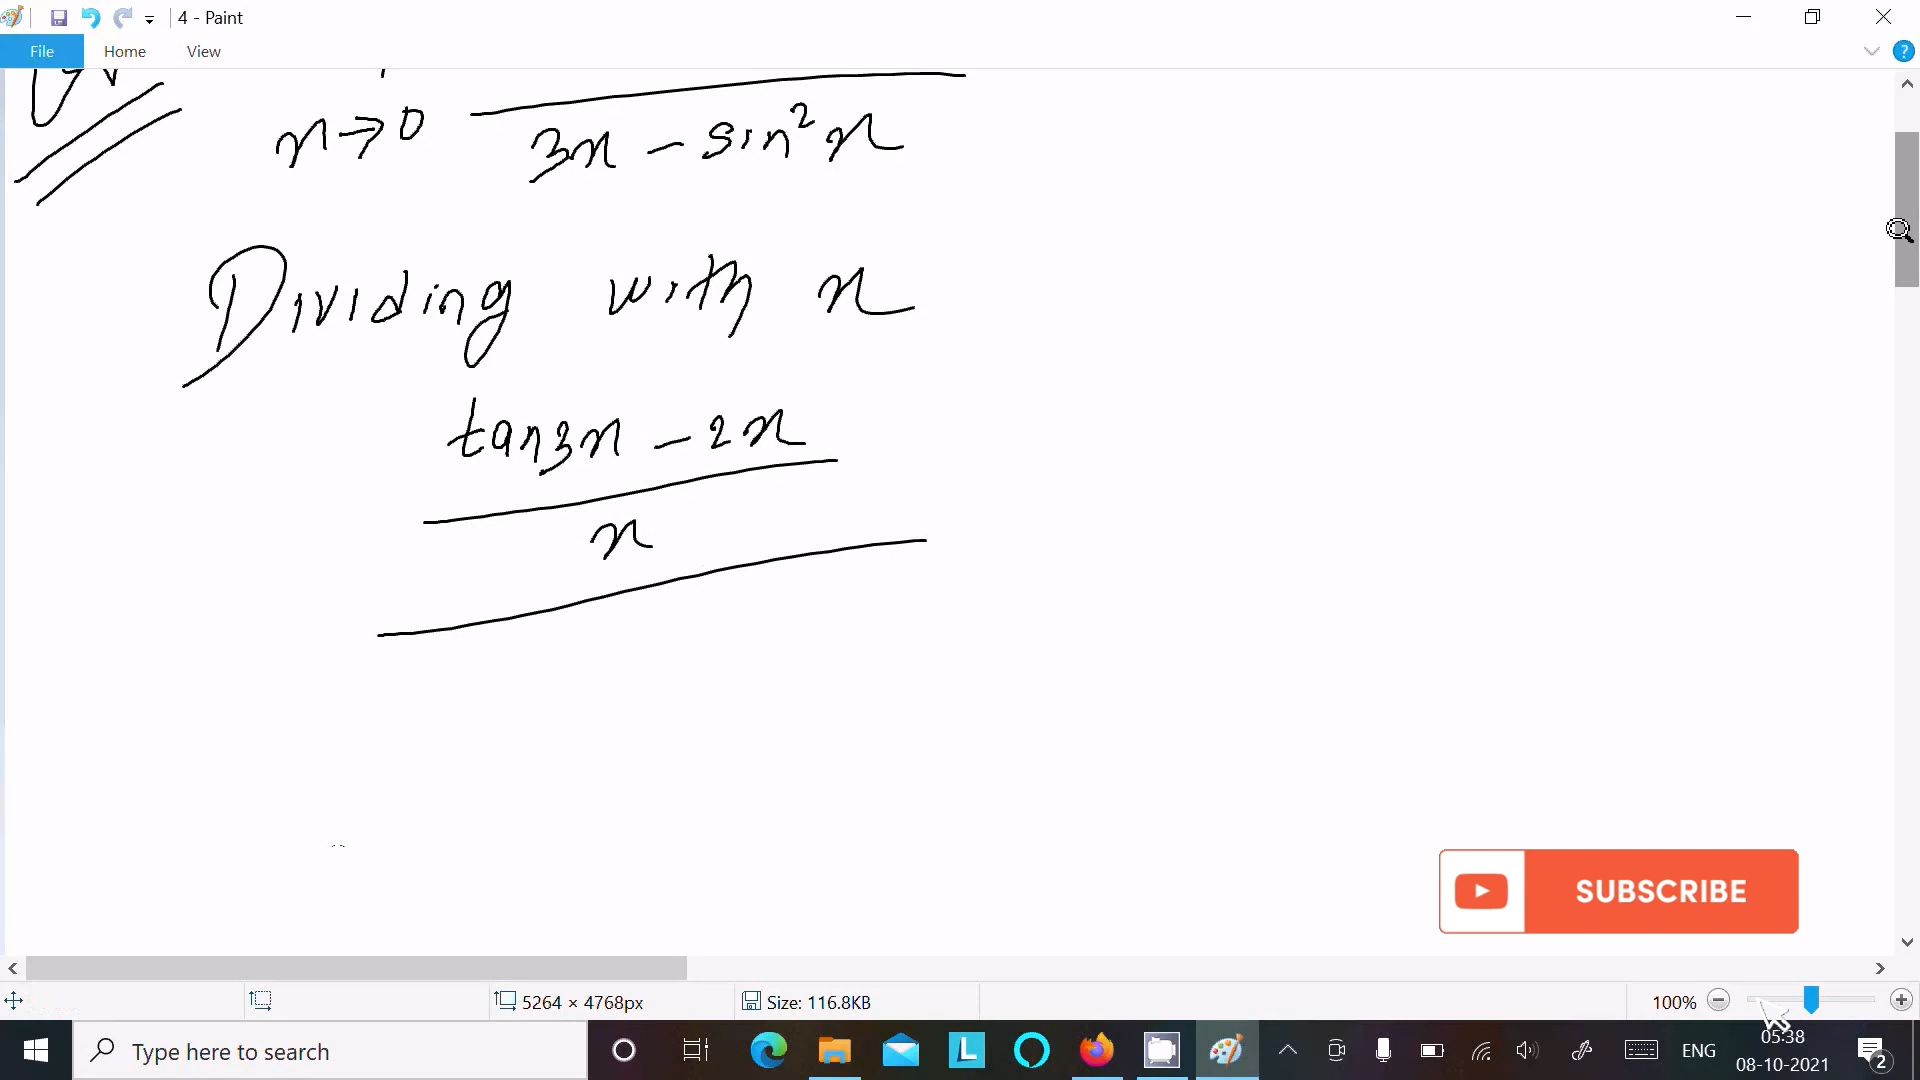 4 - Paint
File Home View
x→0
3x - sin²x
Dividing with x
tan3x - 2x
x
SUBSCRIBE
5264 × 4768px
Size: 116.8KB
100%
Type here to search
L
ENG
05:38
08-10-2021
2